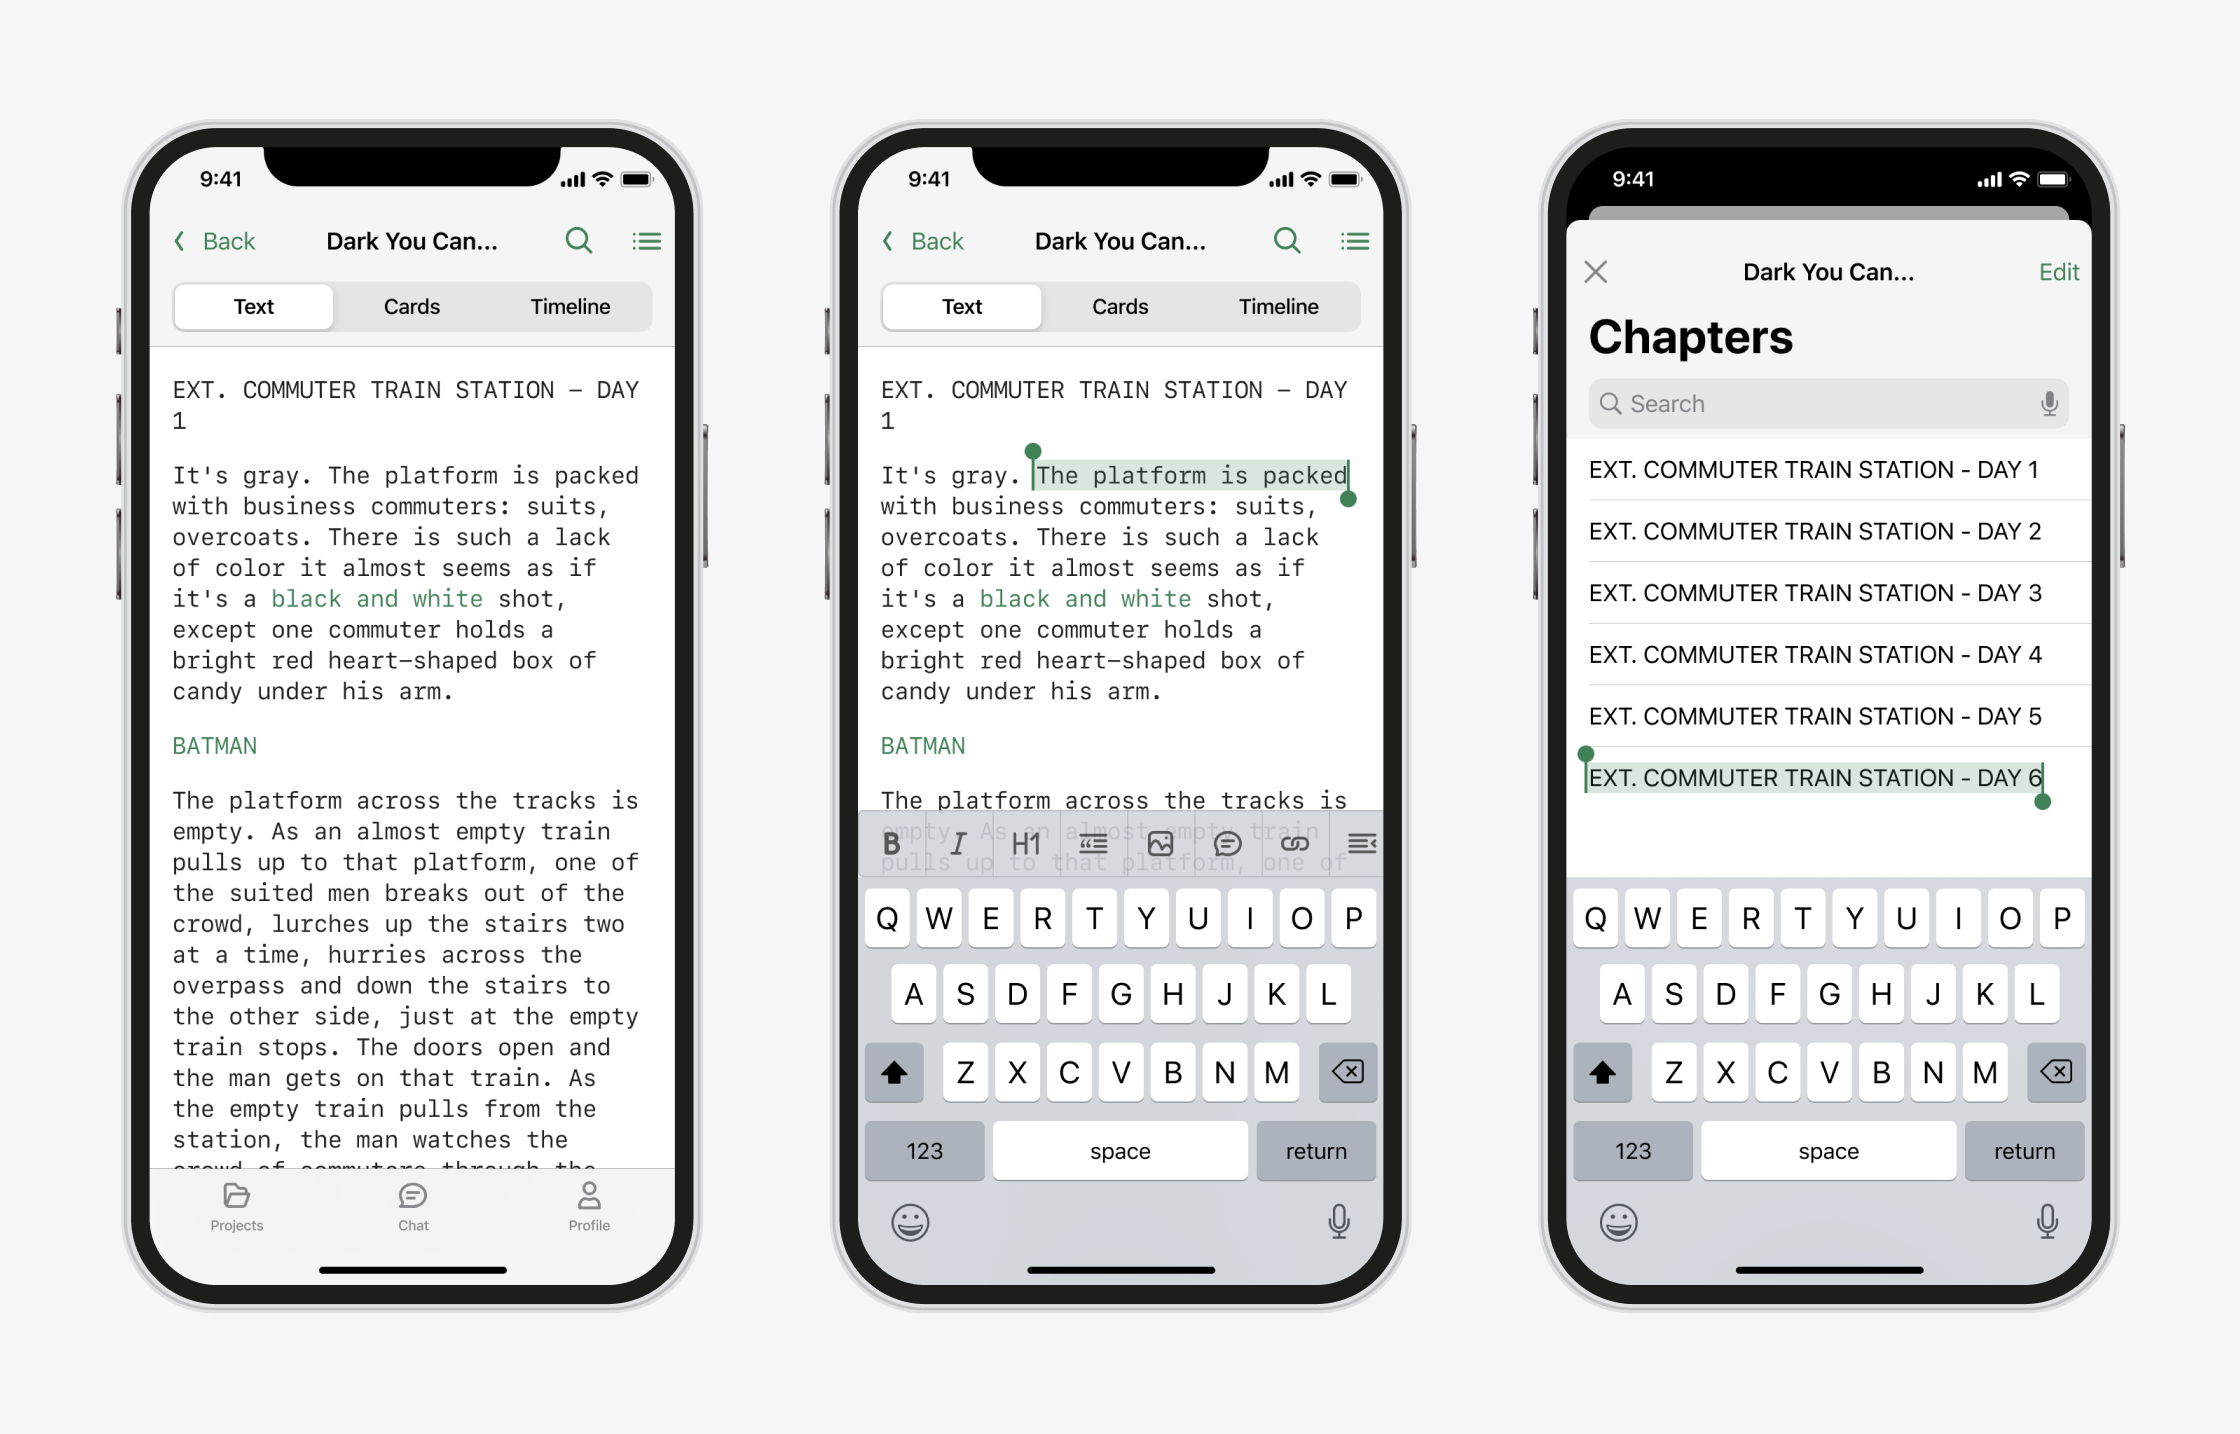 9:41
Back
Dark You Can...
Text
Cards
Timeline
EXT. COMMUTER TRAIN STATION – DAY
1
It's gray. The platform is packed
with business commuters: suits,
overcoats. There is such a lack
of color it almost seems as if
it's a black and white shot,
except one commuter holds a
bright red heart–shaped box of
candy under his arm.
BATMAN
The platform across the tracks is
empty. As an almost empty train
pulls up to that platform, one of
the suited men breaks out of the
crowd, lurches up the stairs two
at a time, hurries across the
overpass and down the stairs to
the other side, just at the empty
train stops. The doors open and
the man gets on that train. As
the empty train pulls from the
station, the man watches the
crowd of commuters through the
Projects
Chat
Profile
9:41
Back
Dark You Can...
Text
Cards
Timeline
EXT. COMMUTER TRAIN STATION – DAY
1
It's gray. The platform is packed
with business commuters: suits,
overcoats. There is such a lack
of color it almost seems as if
it's a black and white shot,
except one commuter holds a
bright red heart–shaped box of
candy under his arm.
BATMAN
The platform across the tracks is
empty. As an almost empty train
pulls up to that platform, one of
B I H1
Q W E R T Y U I O P
A S D F G H J K L
Z X C V B N M
123 space return
9:41
Dark You Can...
Edit
Chapters
Search
EXT. COMMUTER TRAIN STATION - DAY 1
EXT. COMMUTER TRAIN STATION - DAY 2
EXT. COMMUTER TRAIN STATION - DAY 3
EXT. COMMUTER TRAIN STATION - DAY 4
EXT. COMMUTER TRAIN STATION - DAY 5
EXT. COMMUTER TRAIN STATION - DAY 6
Q W E R T Y U I O P
A S D F G H J K L
Z X C V B N M
123 space return